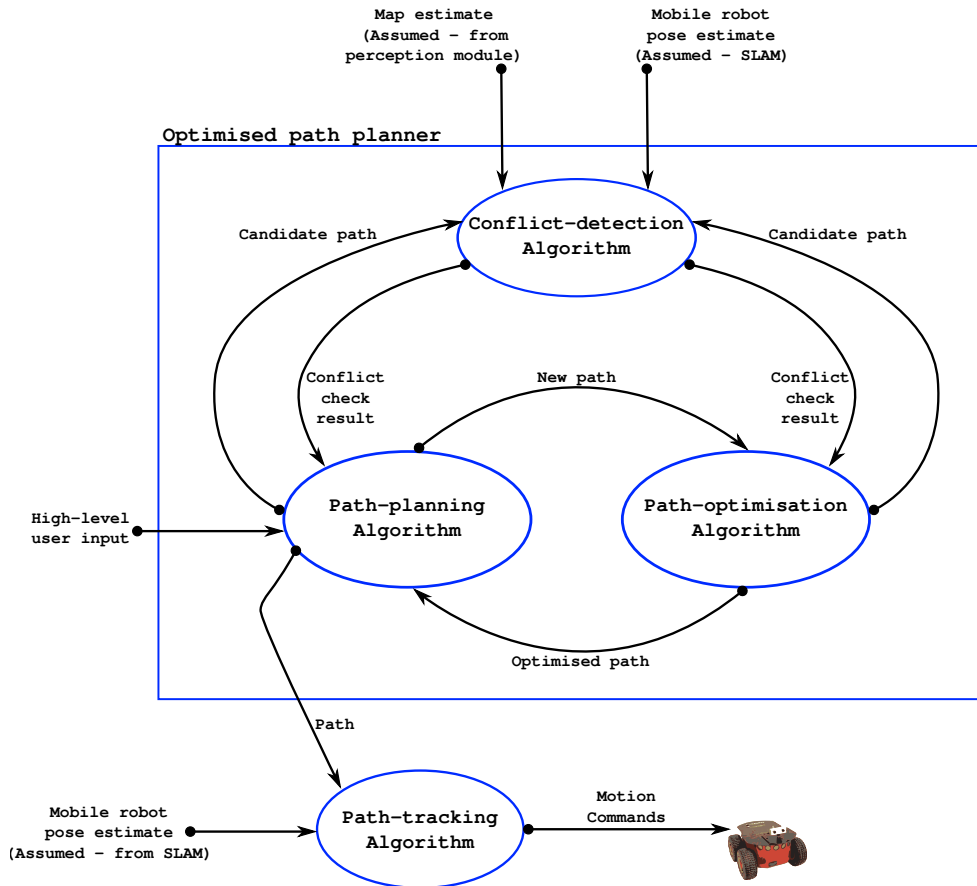 Map estimate
(Assumed – from
perception module)
Mobile robot
pose estimate
(Assumed – SLAM)
Optimised path planner
Conflict–detection
Algorithm
Candidate path
Candidate path
Conflict
check
result
New path
Conflict
check
result
Path–planning
Algorithm
Path–optimisation
Algorithm
High–level
user input
Optimised path
Path
Path–tracking
Algorithm
Mobile robot
pose estimate
(Assumed – from SLAM)
Motion
Commands